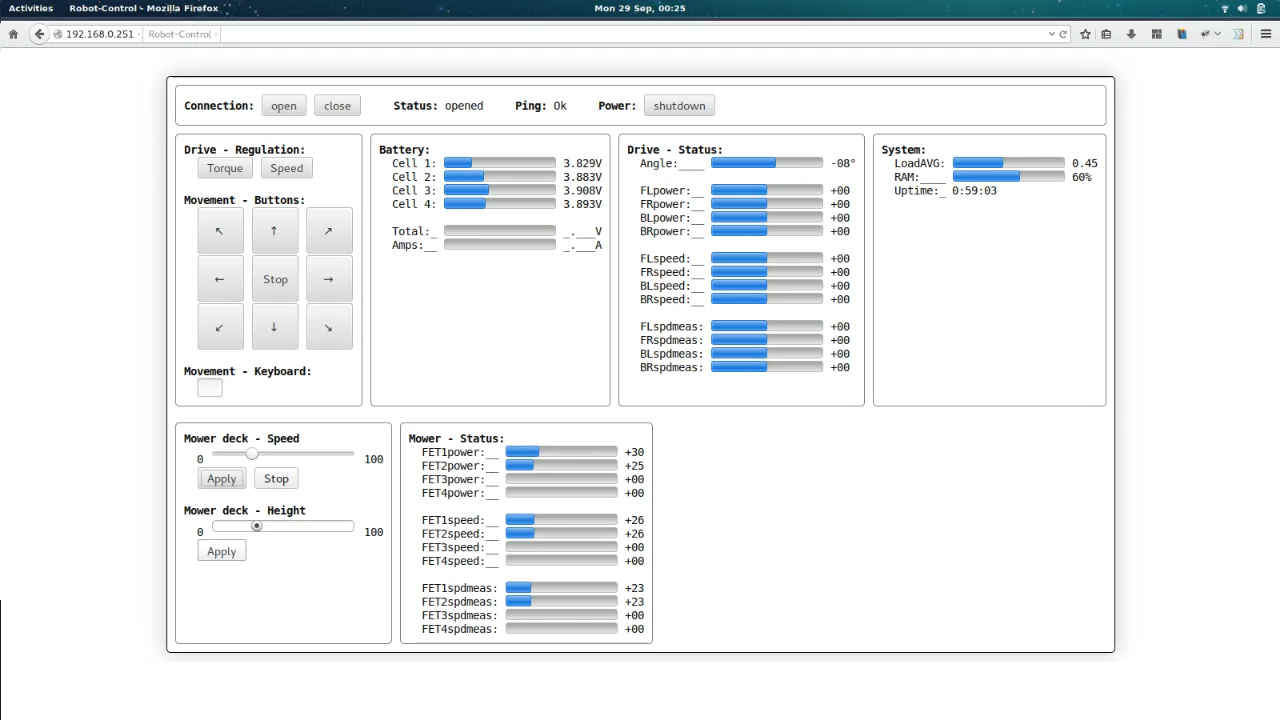 Activities Robot-Control - Mozilla Firefox Mon 29 Sep, 00:25
192.168.0.251 Robot-Control
Connection: open close Status: opened Ping: Ok Power: shutdown
Drive - Regulation:
Torque Speed
Movement - Buttons:
↖ ↑ ↗
← Stop →
↙ ↓ ↘
Movement - Keyboard:
Battery:
Cell 1: 3.829V
Cell 2: 3.883V
Cell 3: 3.908V
Cell 4: 3.893V
Total:_ _.___V
Amps:__ _.___A
Drive - Status:
Angle:____ -08°
FLpower:__ +00
FRpower:__ +00
BLpower:__ +00
BRpower:__ +00
FLspeed:__ +00
FRspeed:__ +00
BLspeed:__ +00
BRspeed:__ +00
FLspdmeas: +00
FRspdmeas: +00
BLspdmeas: +00
BRspdmeas: +00
System:
LoadAVG: 0.45
RAM:____ 60%
Uptime:_ 0:59:03
Mower deck - Speed
0 100
Apply Stop
Mower deck - Height
0 100
Apply
Mower - Status:
FET1power:__ +30
FET2power:__ +25
FET3power:__ +00
FET4power:__ +00
FET1speed:__ +26
FET2speed:__ +26
FET3speed:__ +00
FET4speed:__ +00
FET1spdmeas: +23
FET2spdmeas: +23
FET3spdmeas: +00
FET4spdmeas: +00